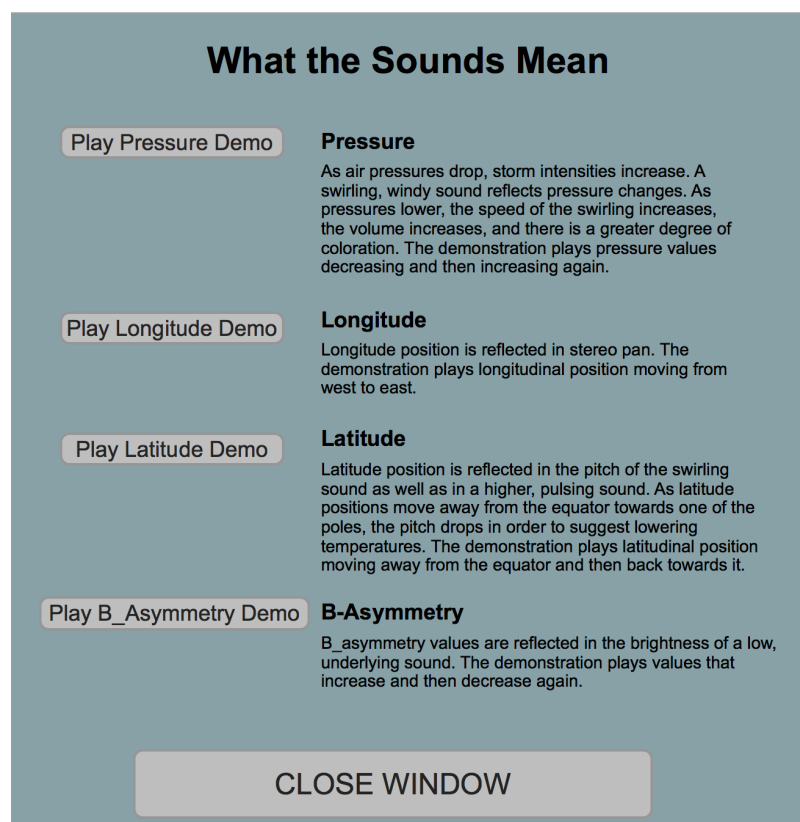 What the Sounds Mean
Play Pressure Demo
Pressure
As air pressures drop, storm intensities increase. A
swirling, windy sound reflects pressure changes. As
pressures lower, the speed of the swirling increases,
the volume increases, and there is a greater degree of
coloration. The demonstration plays pressure values
decreasing and then increasing again.
Play Longitude Demo
Longitude
Longitude position is reflected in stereo pan. The
demonstration plays longitudinal position moving from
west to east.
Play Latitude Demo
Latitude
Latitude position is reflected in the pitch of the swirling
sound as well as in a higher, pulsing sound. As latitude
positions move away from the equator towards one of the
poles, the pitch drops in order to suggest lowering
temperatures. The demonstration plays latitudinal position
moving away from the equator and then back towards it.
Play B_Asymmetry Demo
B-Asymmetry
B_asymmetry values are reflected in the brightness of a low,
underlying sound. The demonstration plays values that
increase and then decrease again.
CLOSE WINDOW